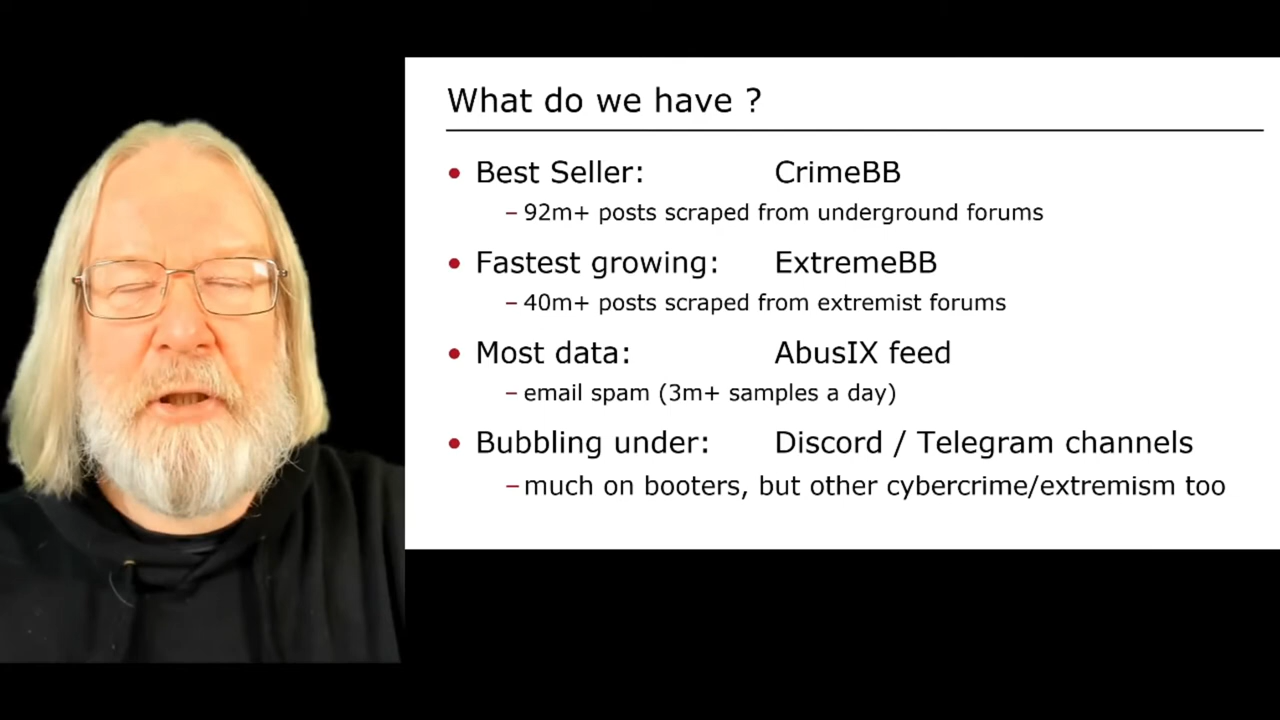 What do we have ?
• Best Seller: CrimeBB
– 92m+ posts scraped from underground forums
• Fastest growing: ExtremeBB
– 40m+ posts scraped from extremist forums
• Most data: AbusIX feed
– email spam (3m+ samples a day)
• Bubbling under: Discord / Telegram channels
– much on booters, but other cybercrime/extremism too